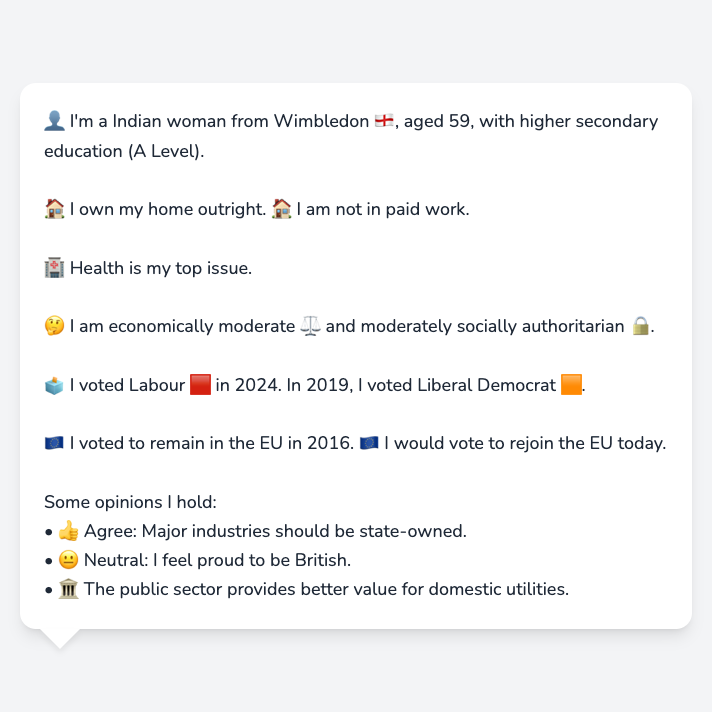 👤 I'm a Indian woman from Wimbledon 🏴󠁧󠁢󠁥󠁮󠁧󠁿, aged 59, with higher secondary
education (A Level).
🏠 I own my home outright. 🏠 I am not in paid work.
🏥 Health is my top issue.
🤔 I am economically moderate ⚖️ and moderately socially authoritarian 🔒.
🗳️ I voted Labour 🟥 in 2024. In 2019, I voted Liberal Democrat 🟧.
🇪🇺 I voted to remain in the EU in 2016. 🇪🇺 I would vote to rejoin the EU today.
Some opinions I hold:
• 👍 Agree: Major industries should be state-owned.
• 😐 Neutral: I feel proud to be British.
• 🏛️ The public sector provides better value for domestic utilities.